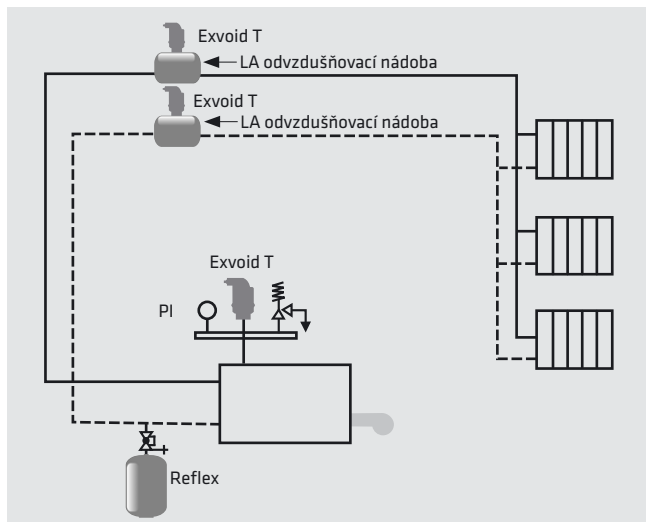 Exvoid T
LA odvzdušňovací nádoba
Exvoid T
LA odvzdušňovací nádoba
Exvoid T
PI
Reflex